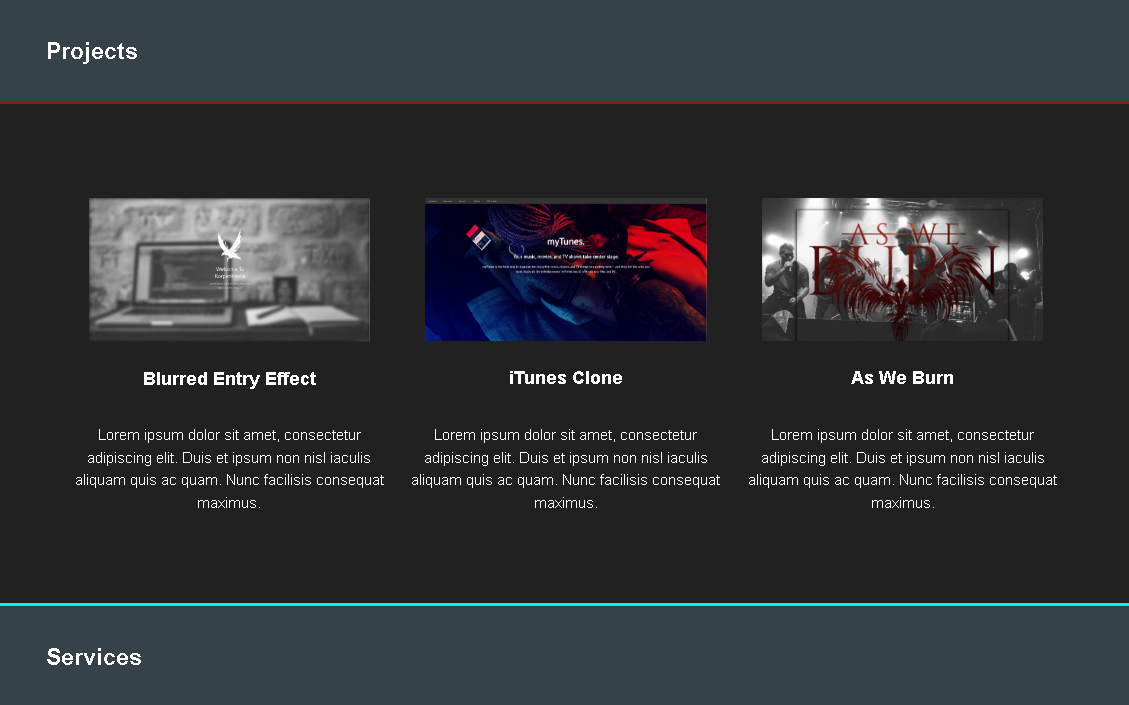 Projects
Welcome To
myTunes.
Your music, movies, and TV shows take center stage.
AS WE
BURN
Blurred Entry Effect
iTunes Clone
As We Burn
Lorem ipsum dolor sit amet, consectetur
adipiscing elit. Duis et ipsum non nisl iaculis
aliquam quis ac quam. Nunc facilisis consequat
maximus.
Lorem ipsum dolor sit amet, consectetur
adipiscing elit. Duis et ipsum non nisl iaculis
aliquam quis ac quam. Nunc facilisis consequat
maximus.
Lorem ipsum dolor sit amet, consectetur
adipiscing elit. Duis et ipsum non nisl iaculis
aliquam quis ac quam. Nunc facilisis consequat
maximus.
Services